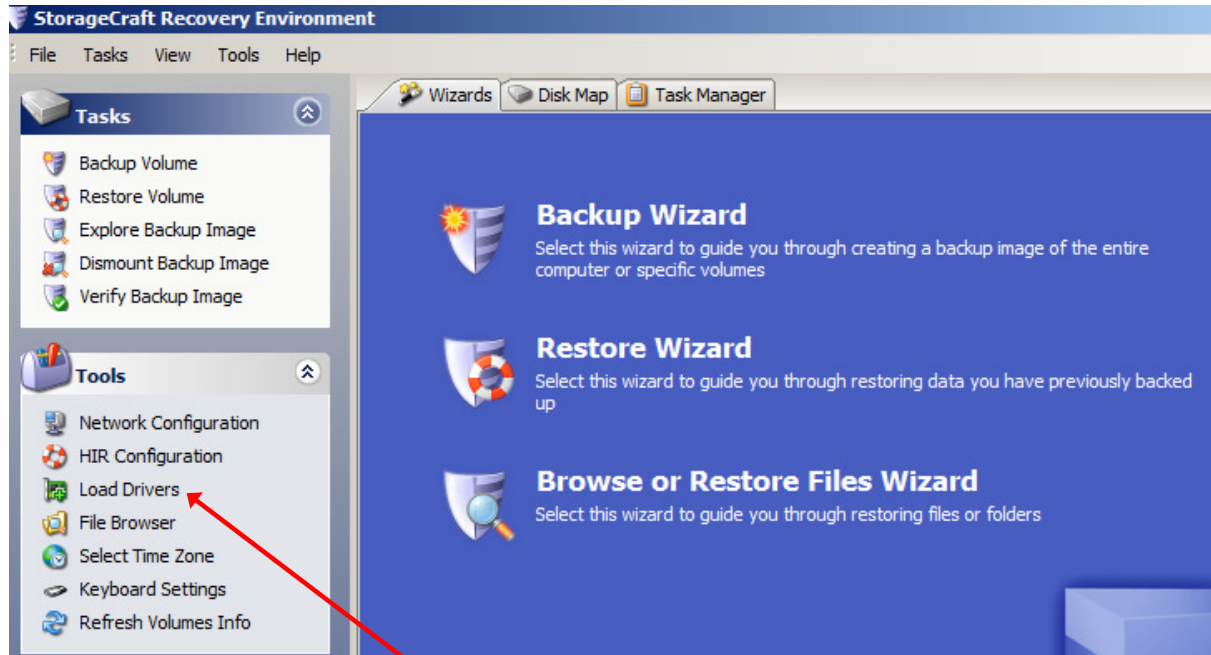 StorageCraft Recovery Environment
File Tasks View Tools Help
Wizards Disk Map Task Manager
Tasks
Backup Volume
Restore Volume
Explore Backup Image
Dismount Backup Image
Verify Backup Image
Tools
Network Configuration
HIR Configuration
Load Drivers
File Browser
Select Time Zone
Keyboard Settings
Refresh Volumes Info
Backup Wizard
Select this wizard to guide you through creating a backup image of the entire
computer or specific volumes
Restore Wizard
Select this wizard to guide you through restoring data you have previously backed
up
Browse or Restore Files Wizard
Select this wizard to guide you through restoring files or folders